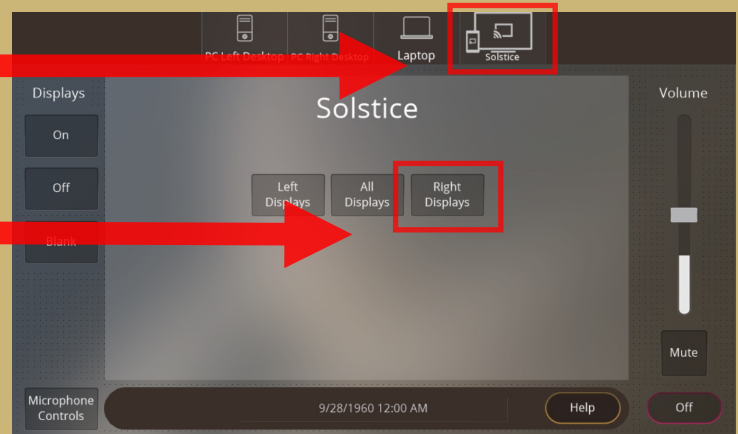 PC Left Desktop
PC Right Desktop
Laptop
Solstice
Displays
Solstice
Volume
On
Off
Left
Displays
All
Displays
Right
Displays
Blank
Mute
Microphone
Controls
9/28/1960 12:00 AM
Help
Off